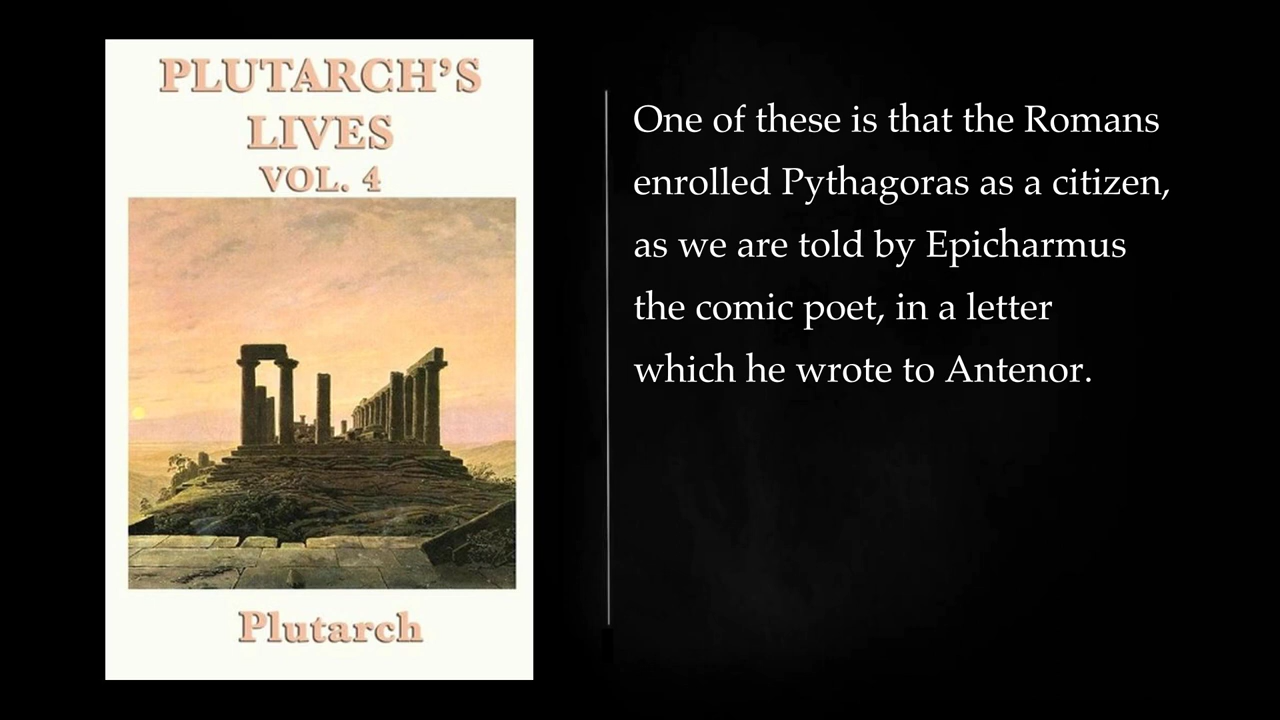 PLUTARCH'S
LIVES
VOL. 4
Plutarch
One of these is that the Romans
enrolled Pythagoras as a citizen,
as we are told by Epicharmus
the comic poet, in a letter
which he wrote to Antenor.